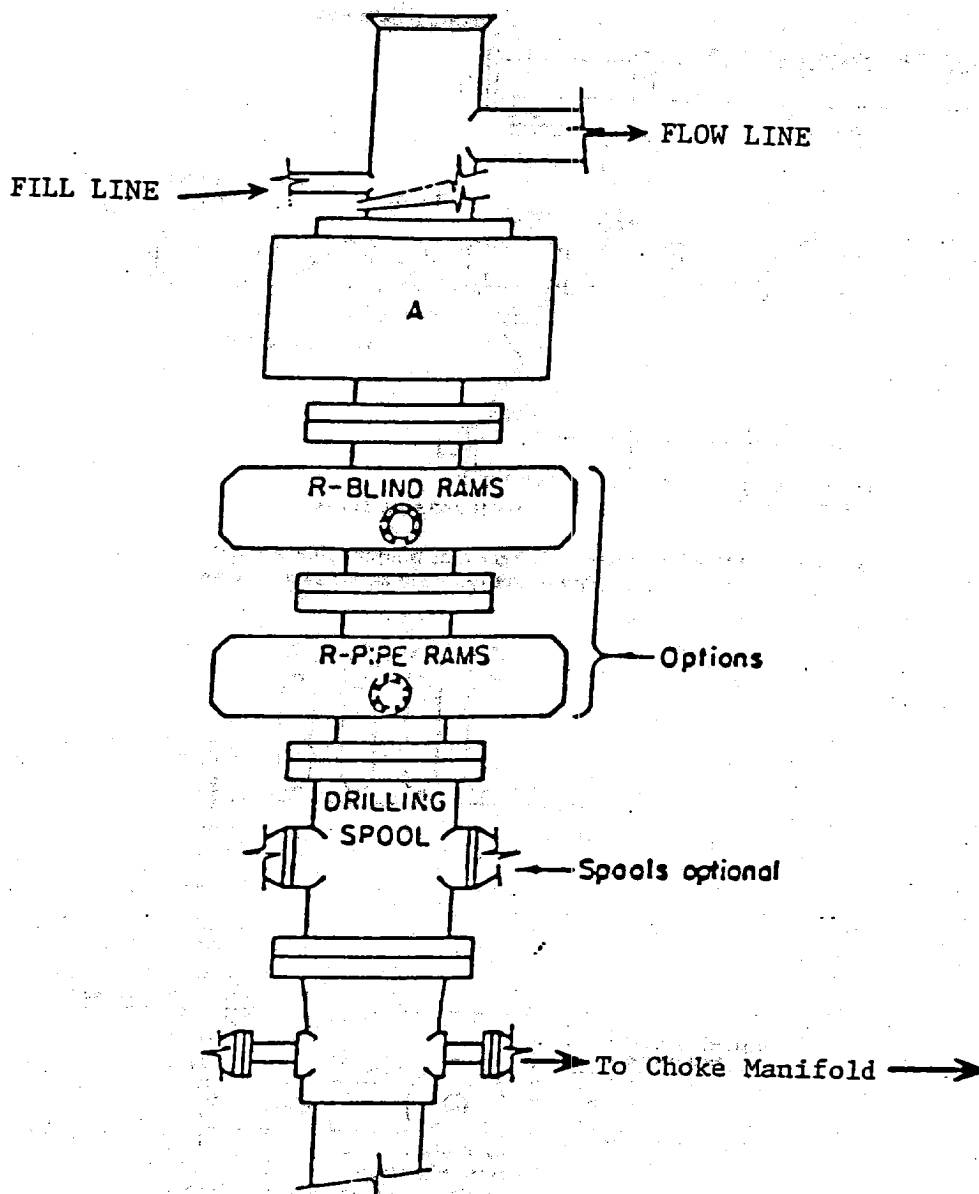 FLOW LINE
FILL LINE
A
R-BLIND RAMS
R-PIPE RAMS
Options
DRILLING
SPOOL
Spools optional
To Choke Manifold